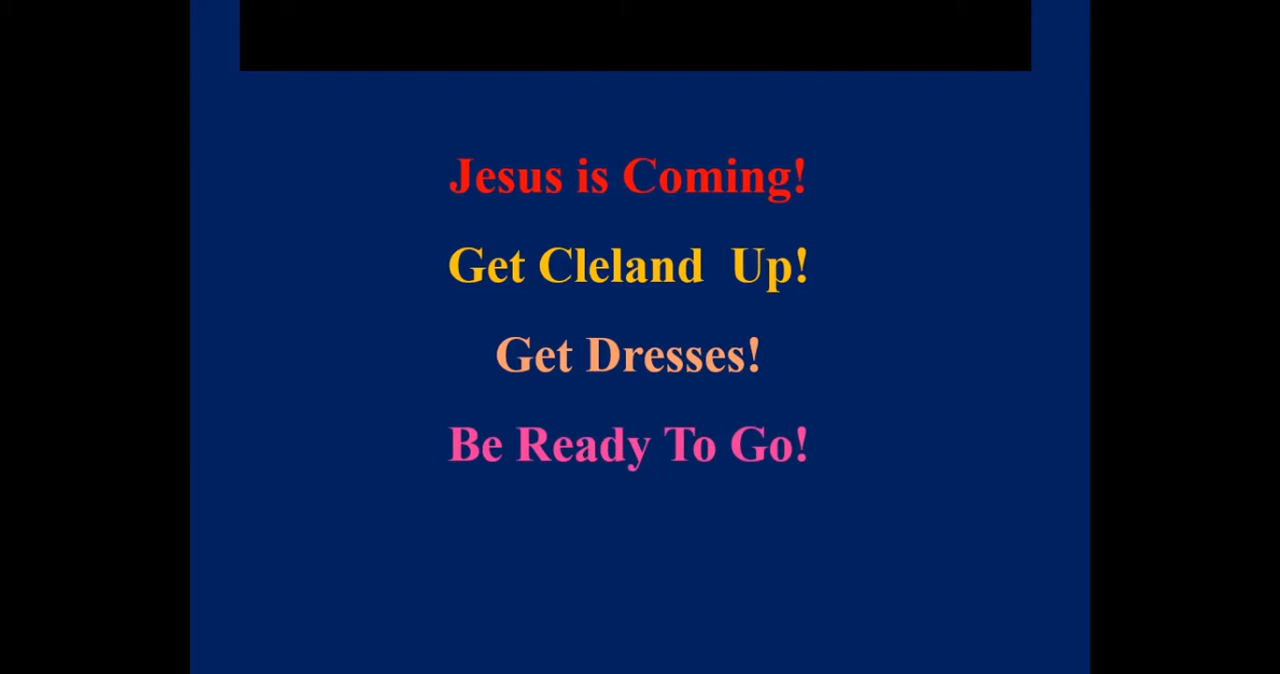 Jesus is Coming!
Get Cleland  Up!
Get Dresses!
Be Ready To Go!